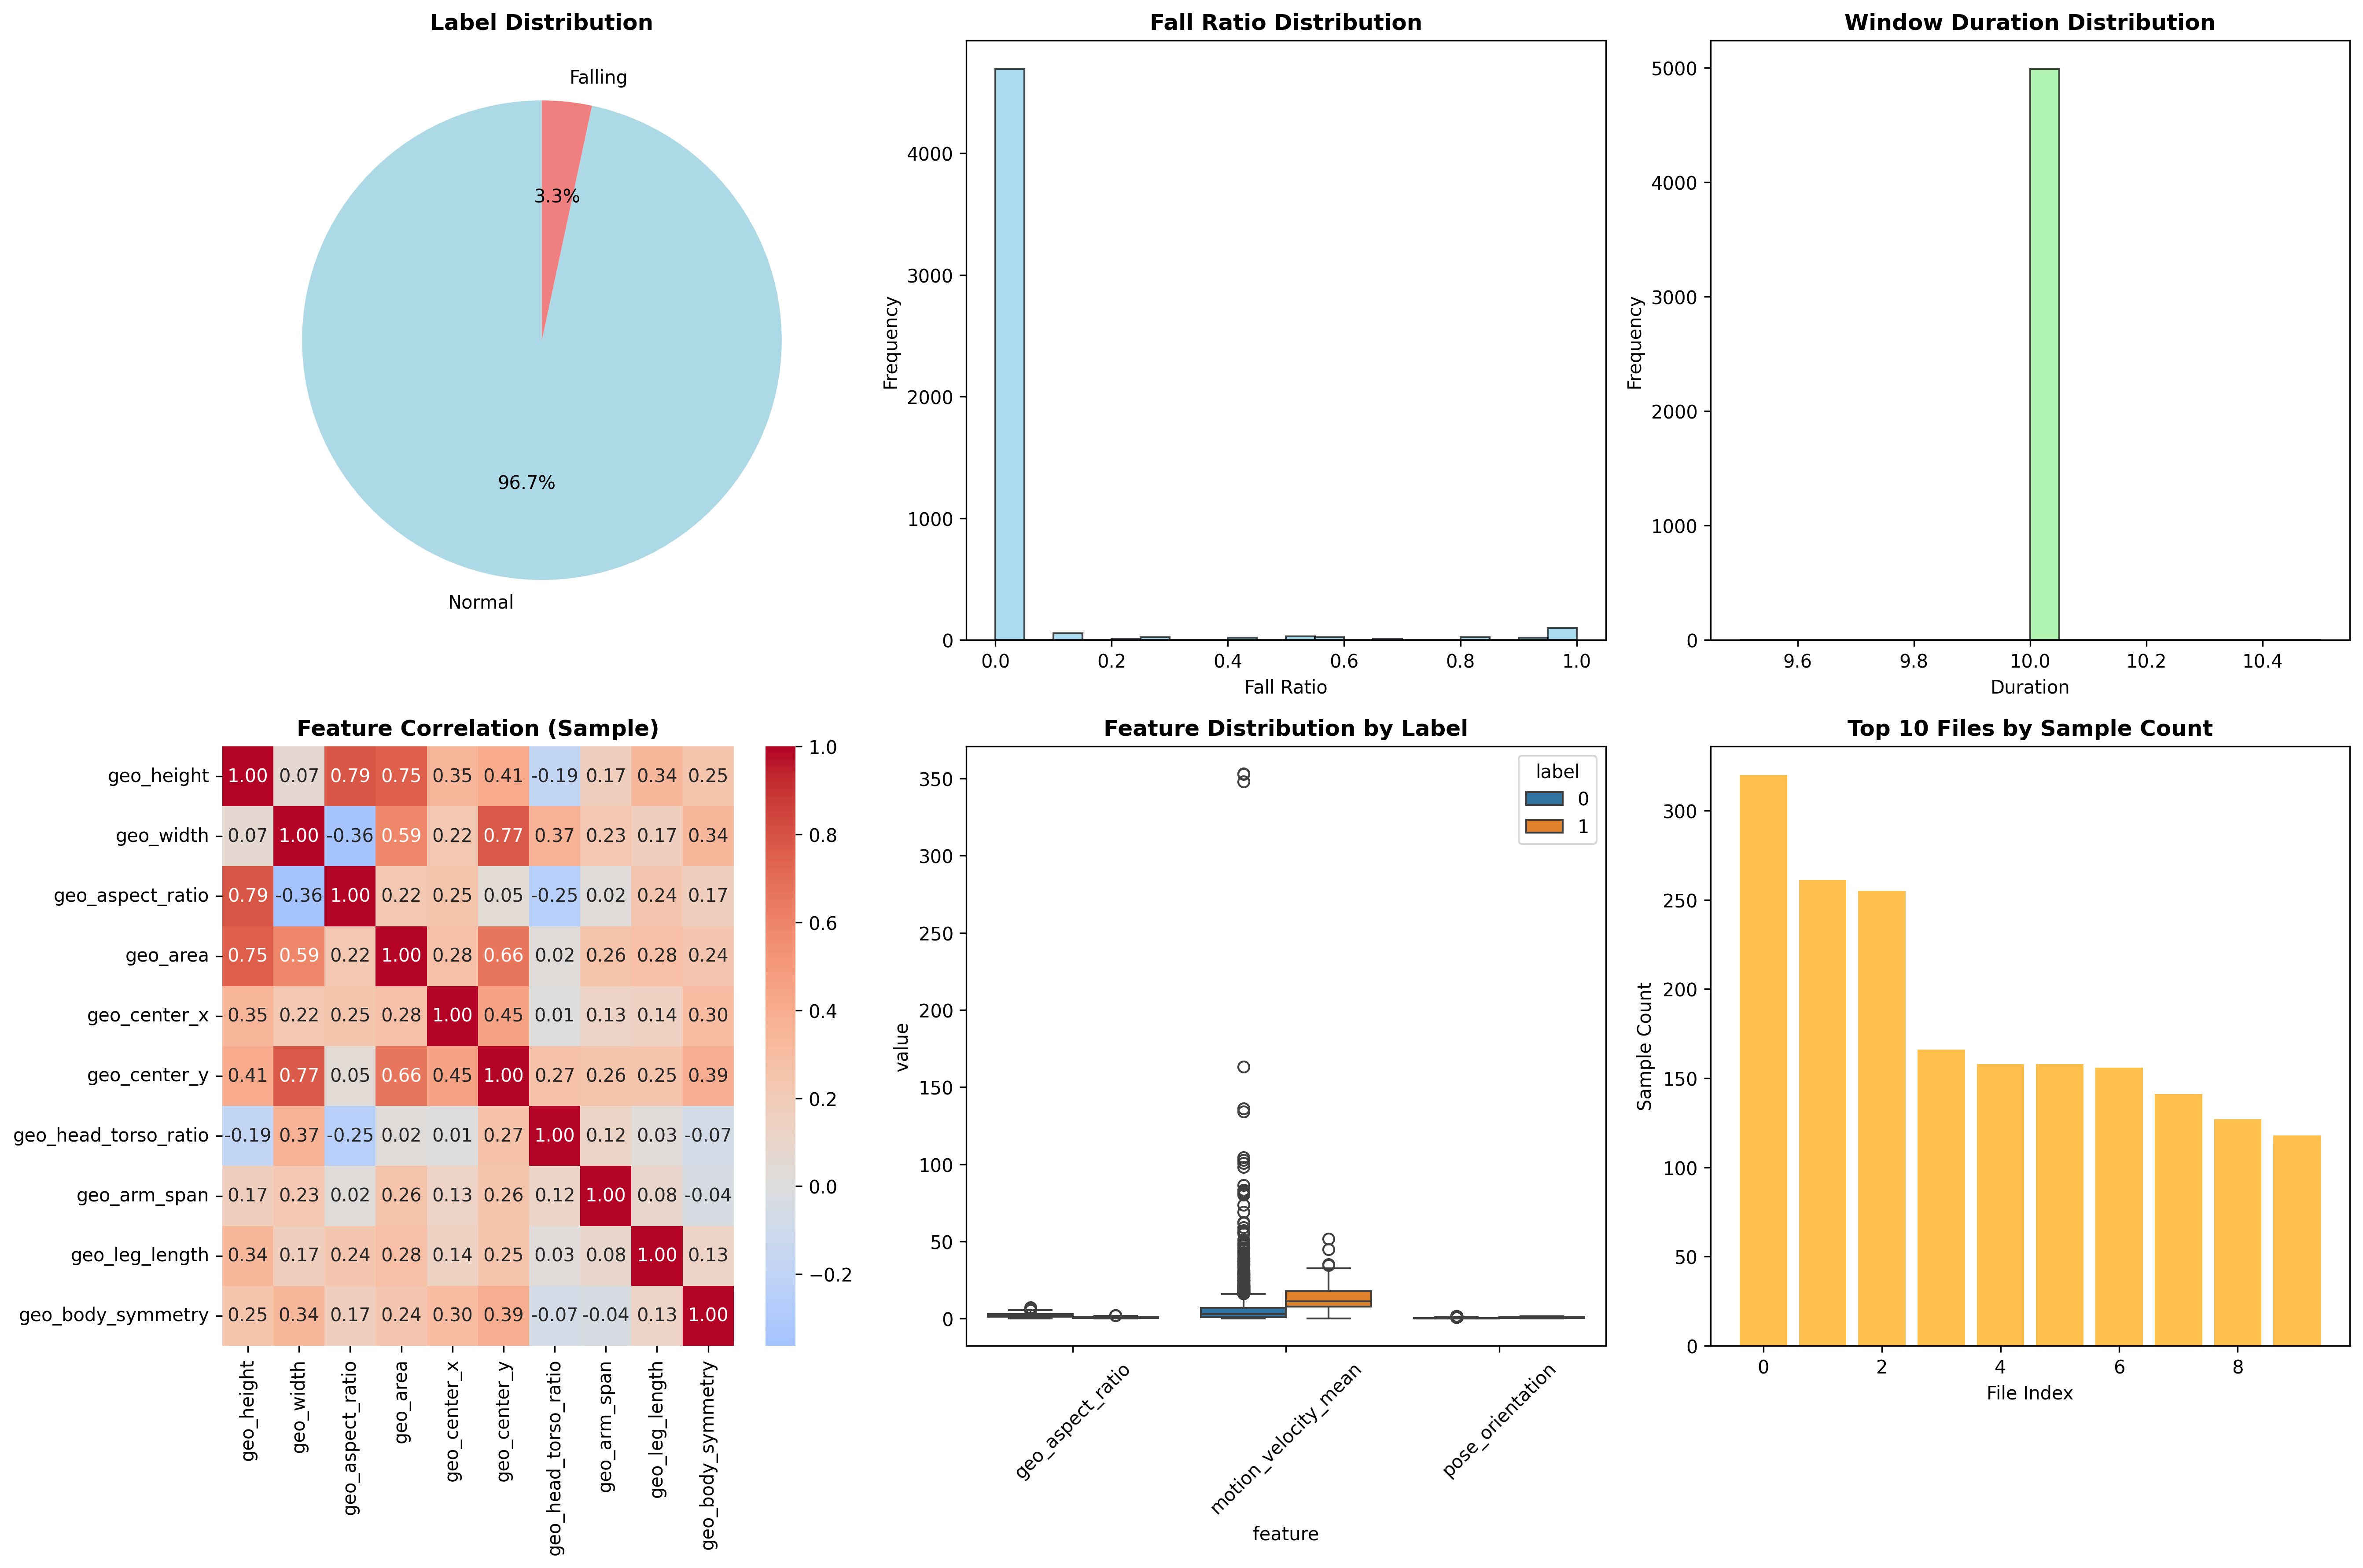 Label Distribution
Falling
3.3%
96.7%
Normal
Fall Ratio Distribution
Frequency
4000
3000
2000
1000
0
0.0 0.2 0.4 0.6 0.8 1.0
Fall Ratio
Window Duration Distribution
Frequency
5000
4000
3000
2000
1000
0
9.6 9.8 10.0 10.2 10.4
Duration
Feature Correlation (Sample)
geo_height 1.00 0.07 0.79 0.75 0.35 0.41 -0.19 0.17 0.34 0.25
geo_width 0.07 1.00 -0.36 0.59 0.22 0.77 0.37 0.23 0.17 0.34
geo_aspect_ratio 0.79 -0.36 1.00 0.22 0.25 0.05 -0.25 0.02 0.24 0.17
geo_area 0.75 0.59 0.22 1.00 0.28 0.66 0.02 0.26 0.28 0.24
geo_center_x 0.35 0.22 0.25 0.28 1.00 0.45 0.01 0.13 0.14 0.30
geo_center_y 0.41 0.77 0.05 0.66 0.45 1.00 0.27 0.26 0.25 0.39
geo_head_torso_ratio -0.19 0.37 -0.25 0.02 0.01 0.27 1.00 0.12 0.03 -0.07
geo_arm_span 0.17 0.23 0.02 0.26 0.13 0.26 0.12 1.00 0.08 -0.04
geo_leg_length 0.34 0.17 0.24 0.28 0.14 0.25 0.03 0.08 1.00 0.13
geo_body_symmetry 0.25 0.34 0.17 0.24 0.30 0.39 -0.07 -0.04 0.13 1.00
geo_height
geo_width
geo_aspect_ratio
geo_area
geo_center_x
geo_center_y
geo_head_torso_ratio
geo_arm_span
geo_leg_length
geo_body_symmetry
1.0
0.8
0.6
0.4
0.2
0.0
−0.2
Feature Distribution by Label
label
0
1
value
350
300
250
200
150
100
50
0
geo_aspect_ratio
motion_velocity_mean
pose_orientation
feature
Top 10 Files by Sample Count
Sample Count
300
250
200
150
100
50
0
0 2 4 6 8
File Index